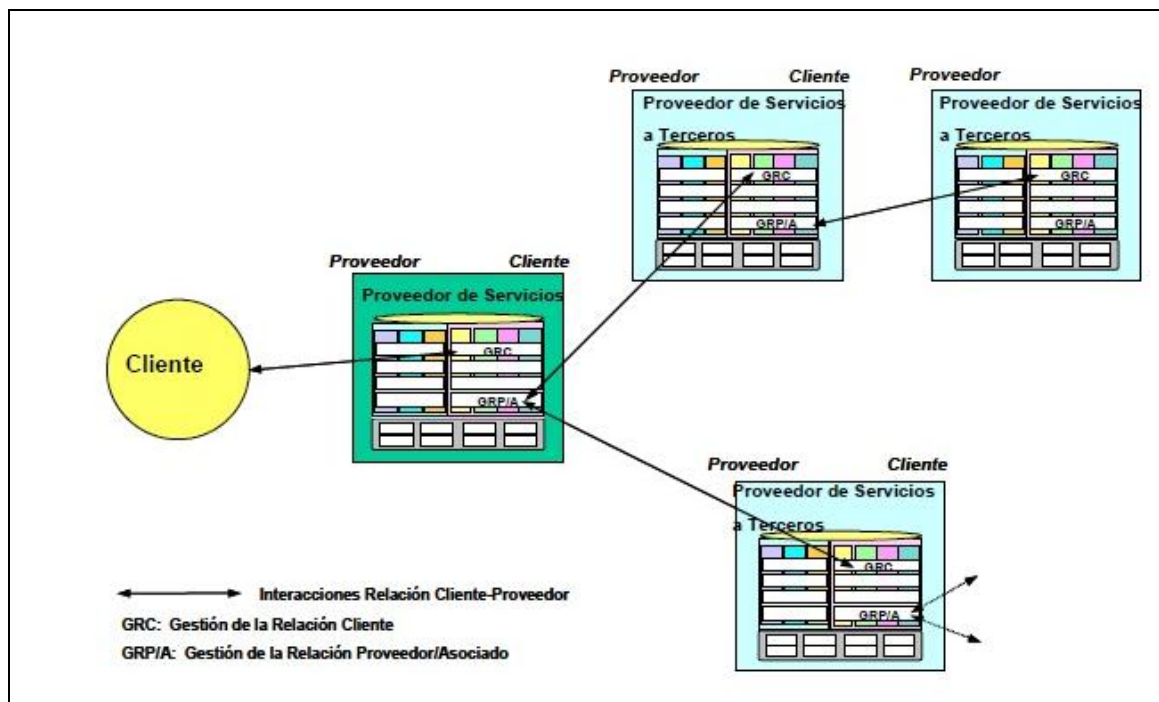 Proveedor Cliente
Proveedor de Servicios
a Terceros
GRC
GRP/A
Proveedor
Proveedor de Servicios
a Terceros
GRC
GRP/A
Proveedor Cliente
Proveedor de Servicios
GRC
GRP/A
Cliente
Proveedor Cliente
Proveedor de Servicios
a Terceros
GRC
GRP/A
Interacciones Relación Cliente-Proveedor
GRC: Gestión de la Relación Cliente
GRP/A: Gestión de la Relación Proveedor/Asociado